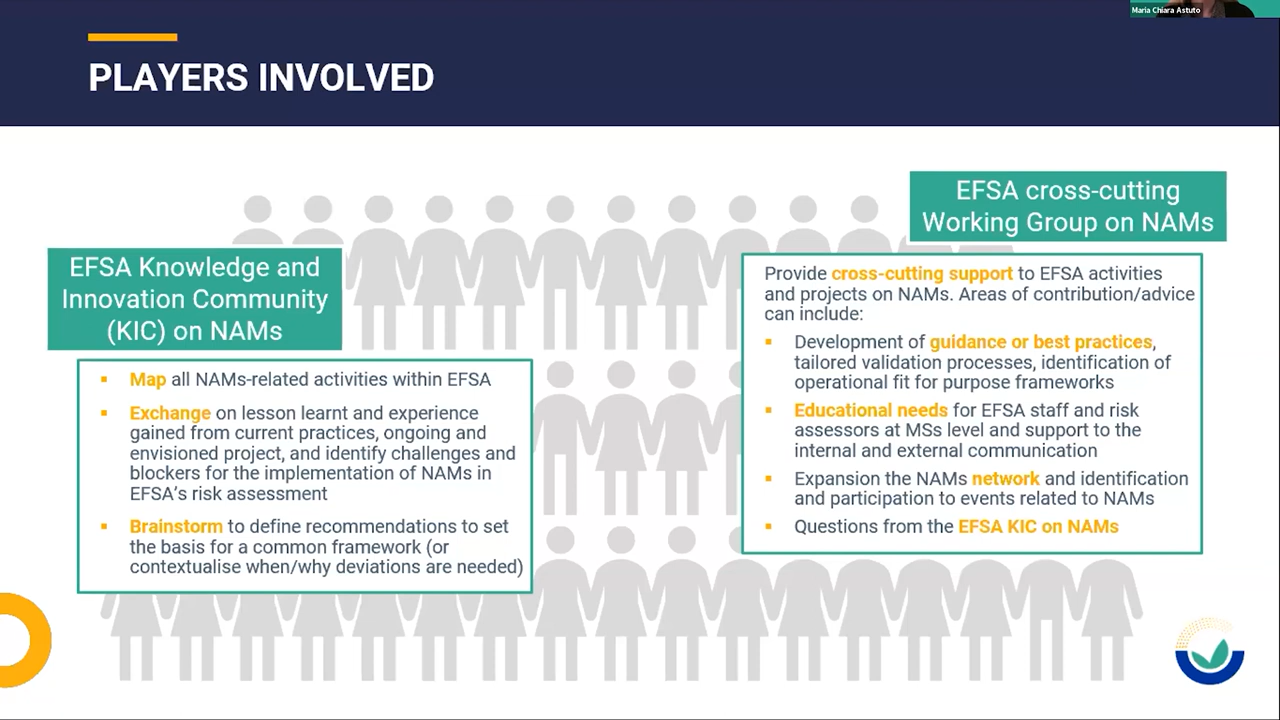 Maria Chiara Astuto
PLAYERS INVOLVED
EFSA Knowledge and
Innovation Community
(KIC) on NAMs
▪ Map all NAMs-related activities within EFSA
▪ Exchange on lesson learnt and experience
gained from current practices, ongoing and
envisioned project, and identify challenges and
blockers for the implementation of NAMs in
EFSA's risk assessment
▪ Brainstorm to define recommendations to set
the basis for a common framework (or
contextualise when/why deviations are needed)
EFSA cross-cutting
Working Group on NAMs
Provide cross-cutting support to EFSA activities
and projects on NAMs. Areas of contribution/advice
can include:
▪ Development of guidance or best practices,
tailored validation processes, identification of
operational fit for purpose frameworks
▪ Educational needs for EFSA staff and risk
assessors at MSs level and support to the
internal and external communication
▪ Expansion the NAMs network and identification
and participation to events related to NAMs
▪ Questions from the EFSA KIC on NAMs